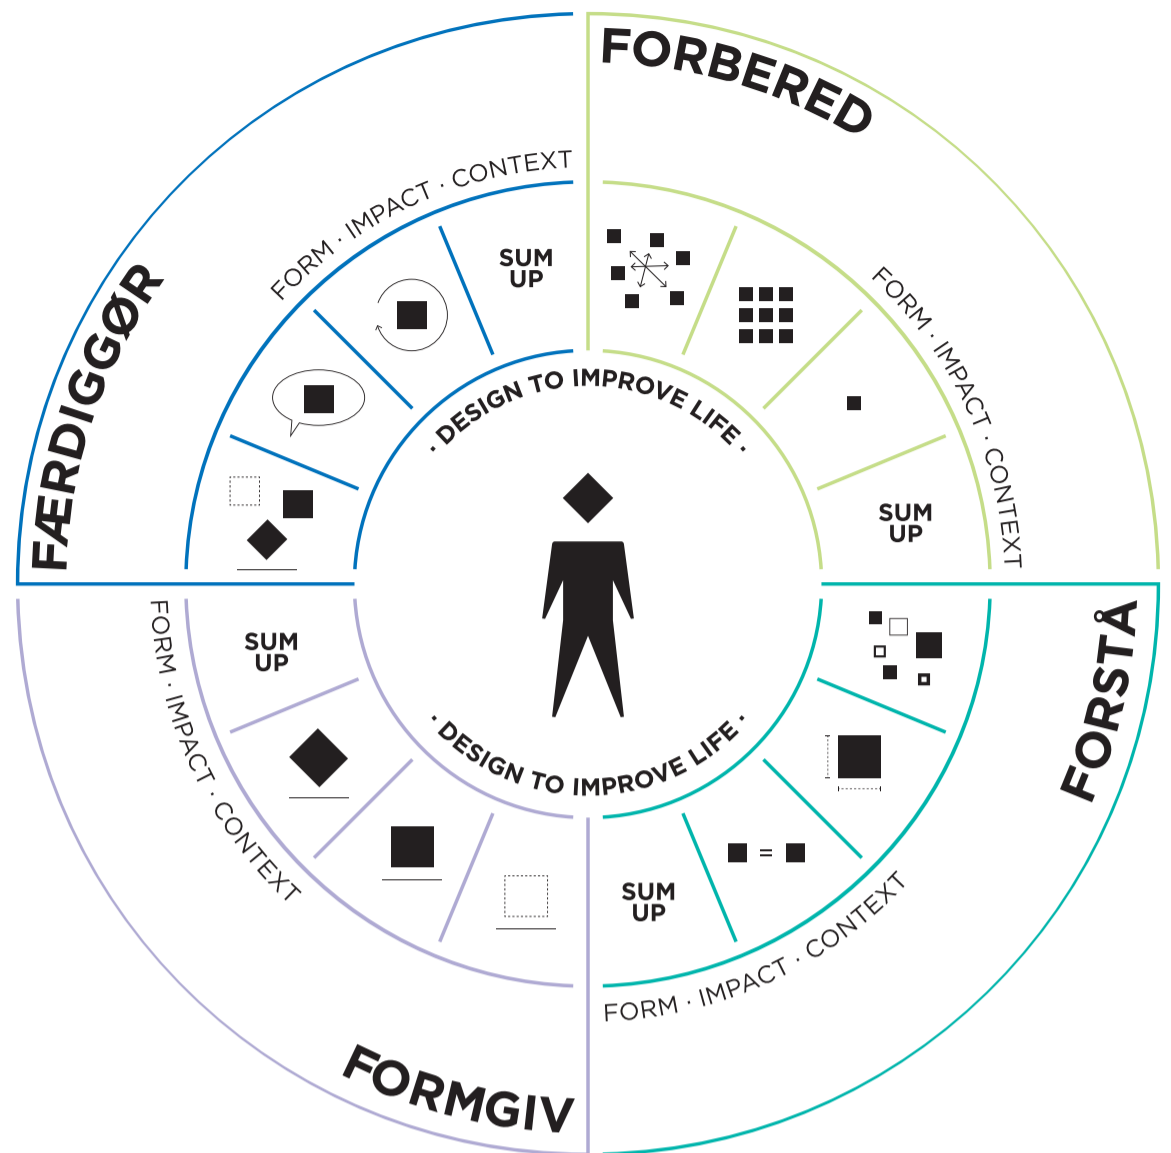 FORBERED
FORM · IMPACT · CONTEXT
SUM
UP
FORSTÅ
=
SUM
UP
FORM · IMPACT · CONTEXT
FORMGIV
SUM
UP
FORM · IMPACT · CONTEXT
FÆRDIGGØR
FORM · IMPACT · CONTEXT
SUM
UP
· DESIGN TO IMPROVE LIFE ·
· DESIGN TO IMPROVE LIFE ·